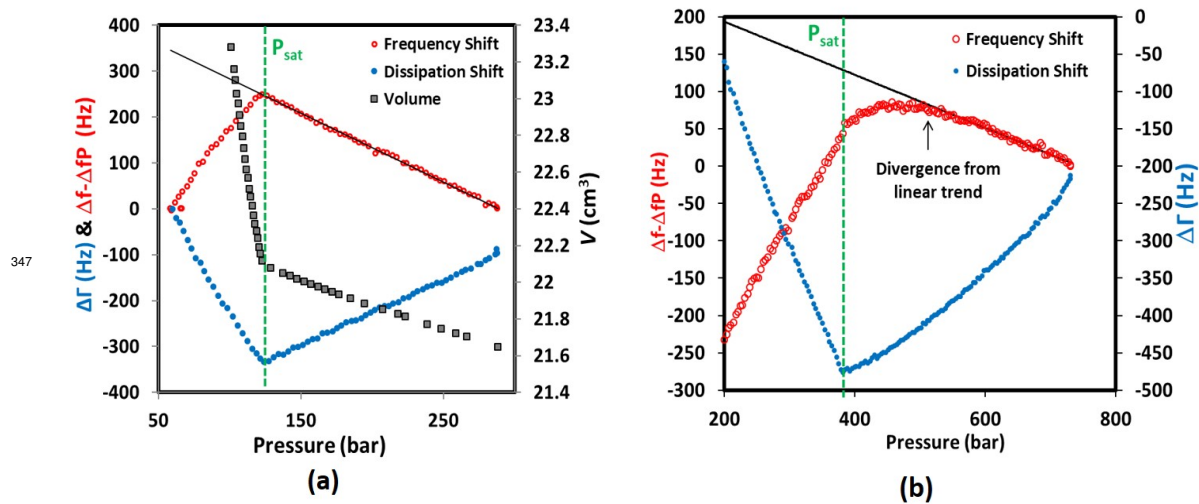 347
400
300
200
100
0
-100
-200
-300
-400
ΔΓ (Hz) & Δf-ΔfP (Hz)
P_sat
Frequency Shift
Dissipation Shift
Volume
23.4
23.2
23
22.8
22.6
22.4
22.2
22
21.8
21.6
21.4
V (cm³)
50
150
250
Pressure (bar)
(a)
200
150
100
50
0
-50
-100
-150
-200
-250
-300
Δf-ΔfP (Hz)
P_sat
Frequency Shift
Dissipation Shift
Divergence from
linear trend
0
-50
-100
-150
-200
-250
-300
-350
-400
-450
-500
ΔΓ (Hz)
200
400
600
800
Pressure (bar)
(b)